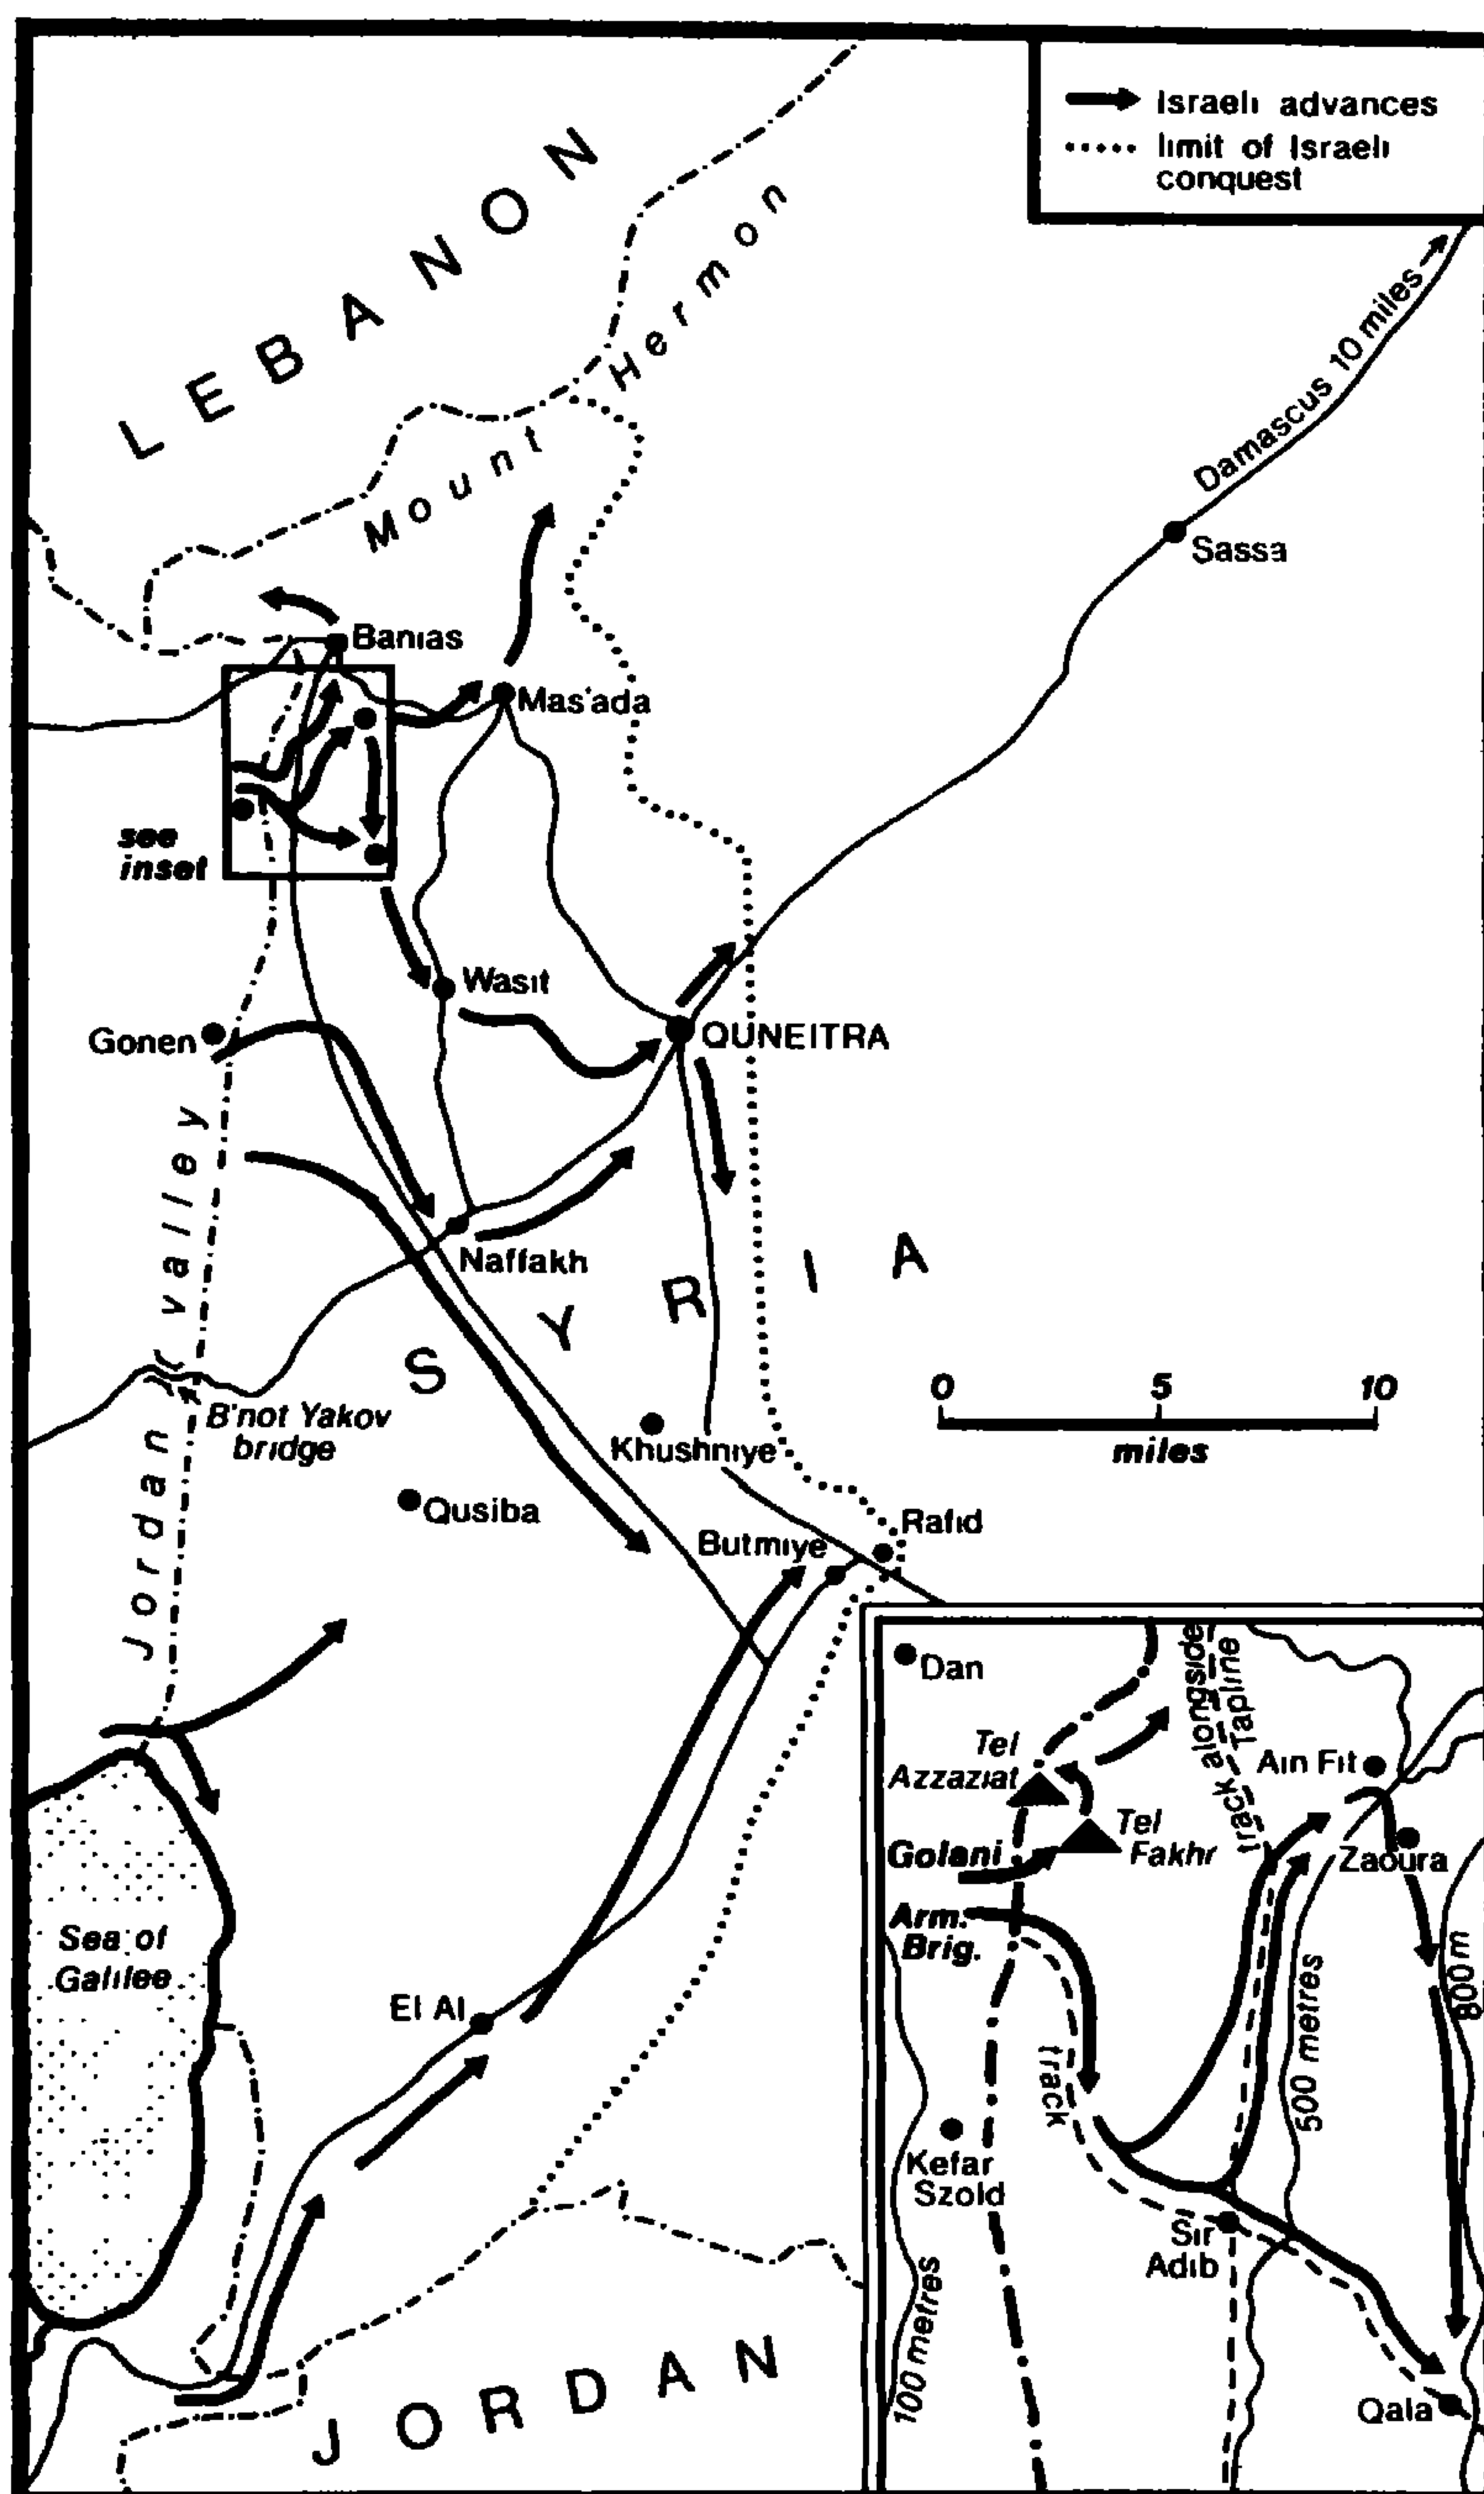 Israeli advances
limit of Israeli
conquest
LEBANON
Mount Hermon
Damascus 10 miles
Sassa
Banias
Mas'ada
see
inset
Wasit
Gonen
QUNEITRA
Jordan valley
Naffakh
SYRIA
B'not Yakov
bridge
0 5 10
miles
Khushniye
Qusiba
Rafid
Butmiye
Sea of
Galilee
El Al
JORDAN
Dan
track alongside
Tapline
Tel
Azzaziat
Ain Fit
Tel
Fakhr
Golani
Zaoura
Arm.
Brig.
800m
500 metres
track
Kefar
Szold
Sir
Adib
100 metres
Qala